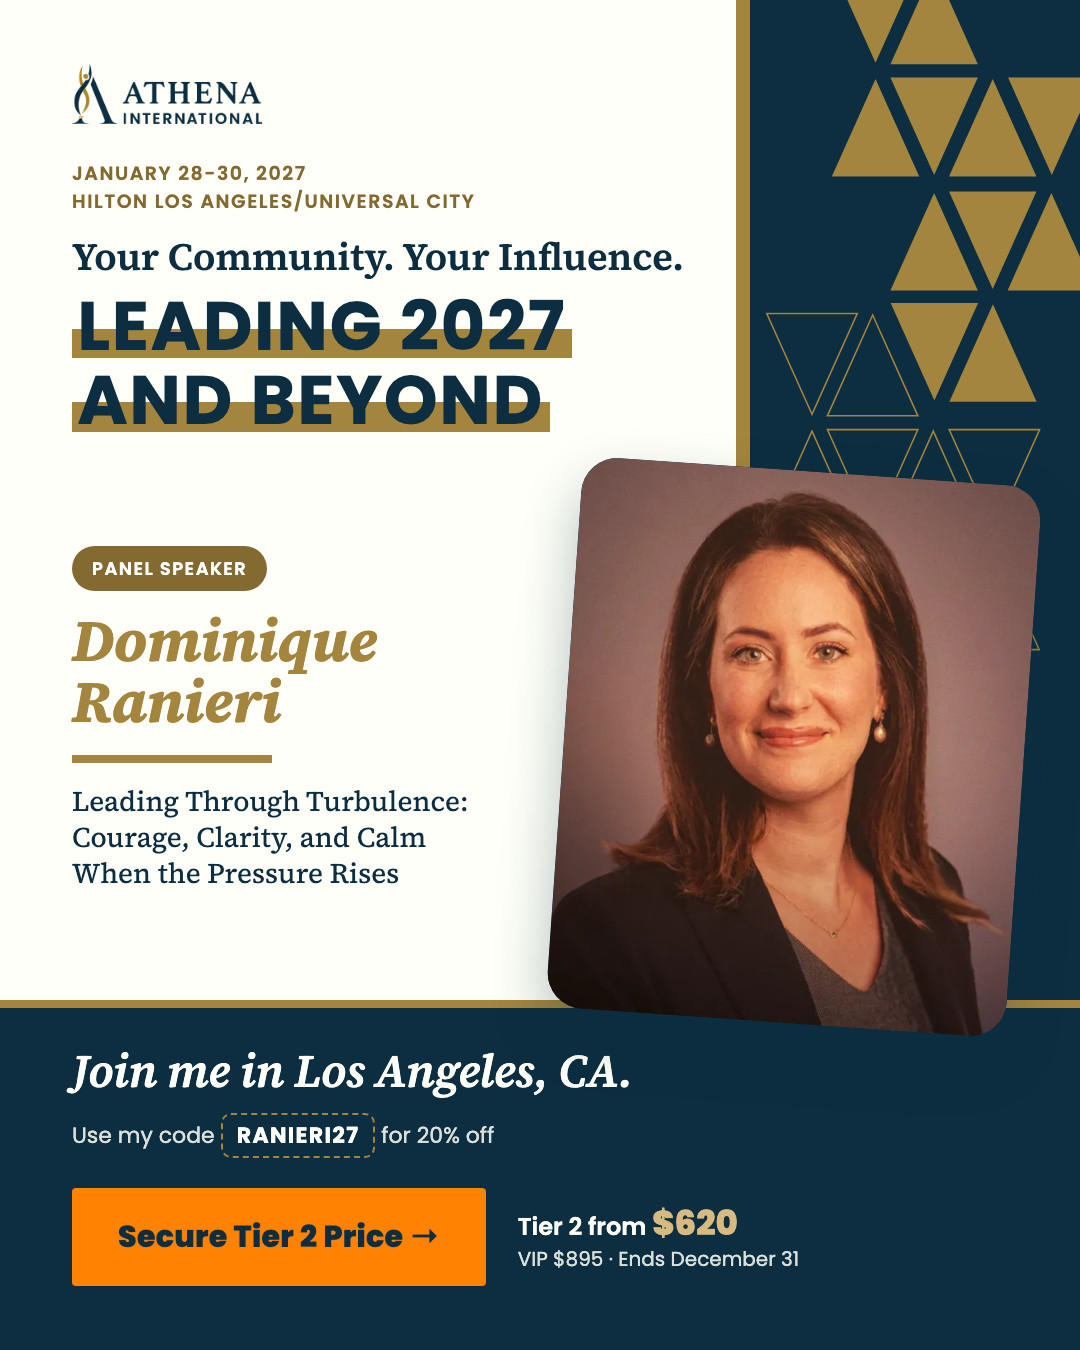 ATHENA
INTERNATIONAL
JANUARY 28-30, 2027
HILTON LOS ANGELES/UNIVERSAL CITY
Your Community. Your Influence.
LEADING 2027
AND BEYOND
PANEL SPEAKER
Dominique
Ranieri
Leading Through Turbulence:
Courage, Clarity, and Calm
When the Pressure Rises
Join me in Los Angeles, CA.
Use my code RANIERI27 for 20% off
Secure Tier 2 Price →
Tier 2 from $620
VIP $895 · Ends December 31